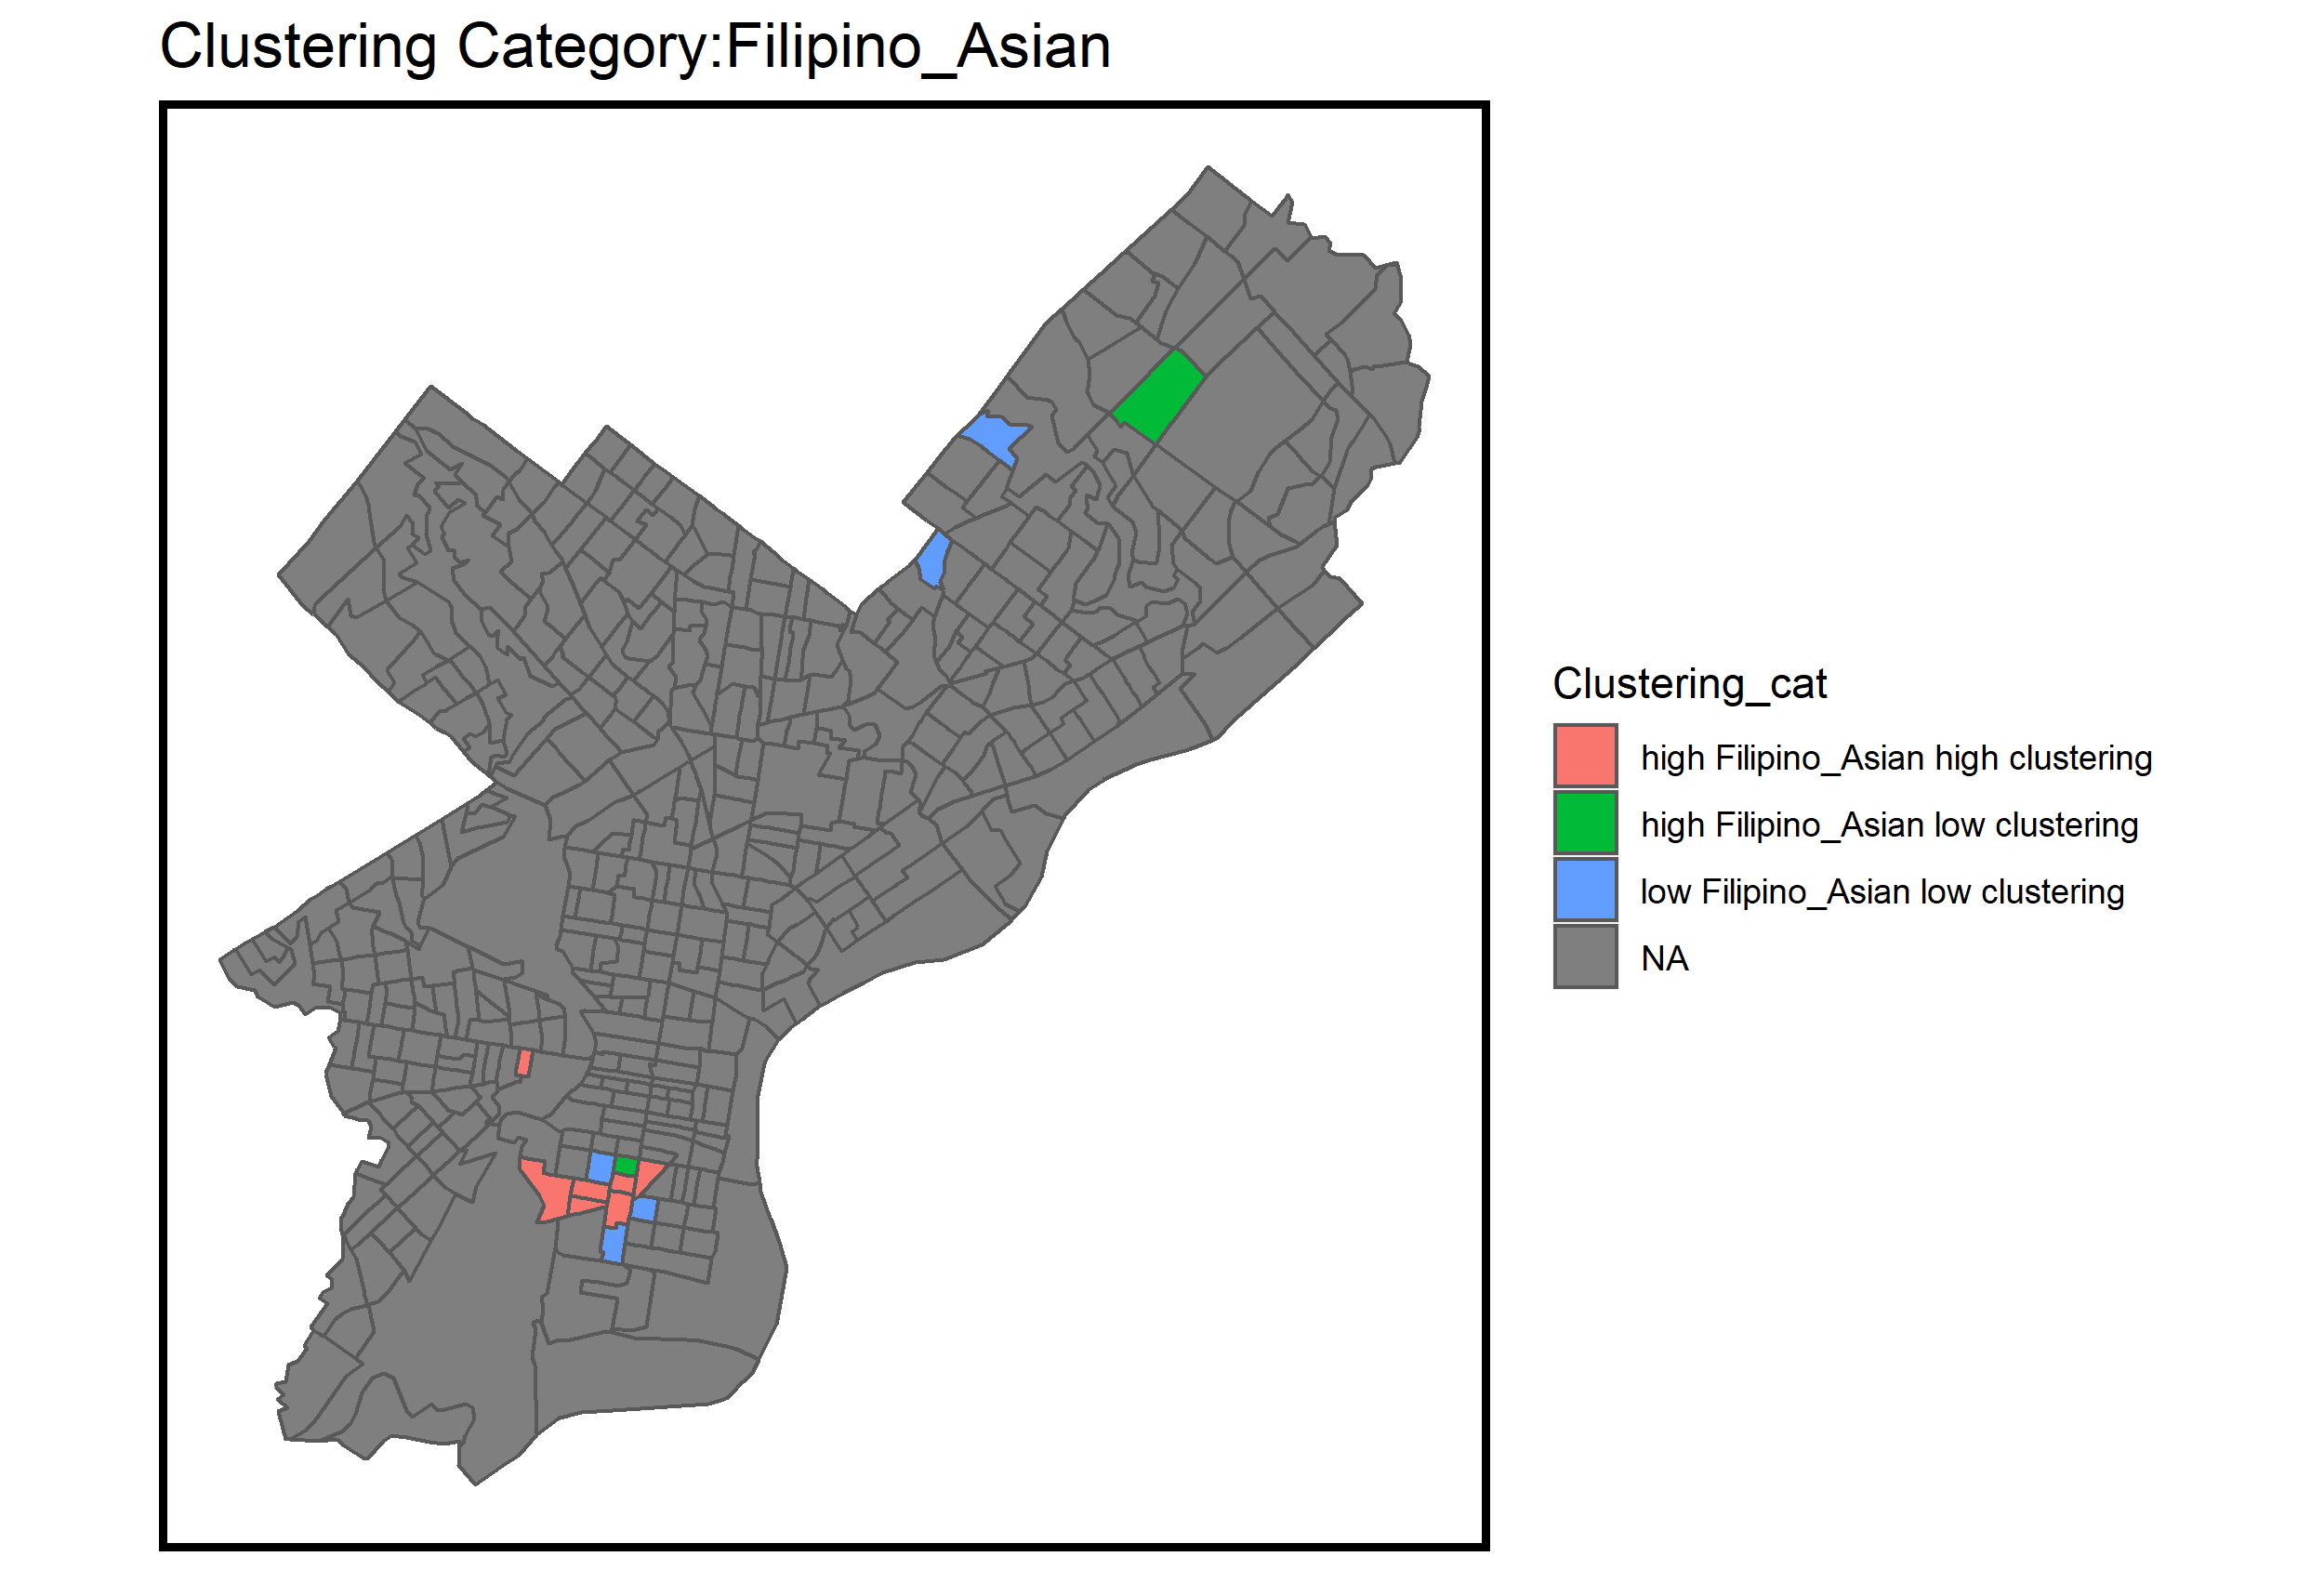 Clustering Category:Filipino_Asian
Clustering_cat
high Filipino_Asian high clustering
high Filipino_Asian low clustering
low Filipino_Asian low clustering
NA